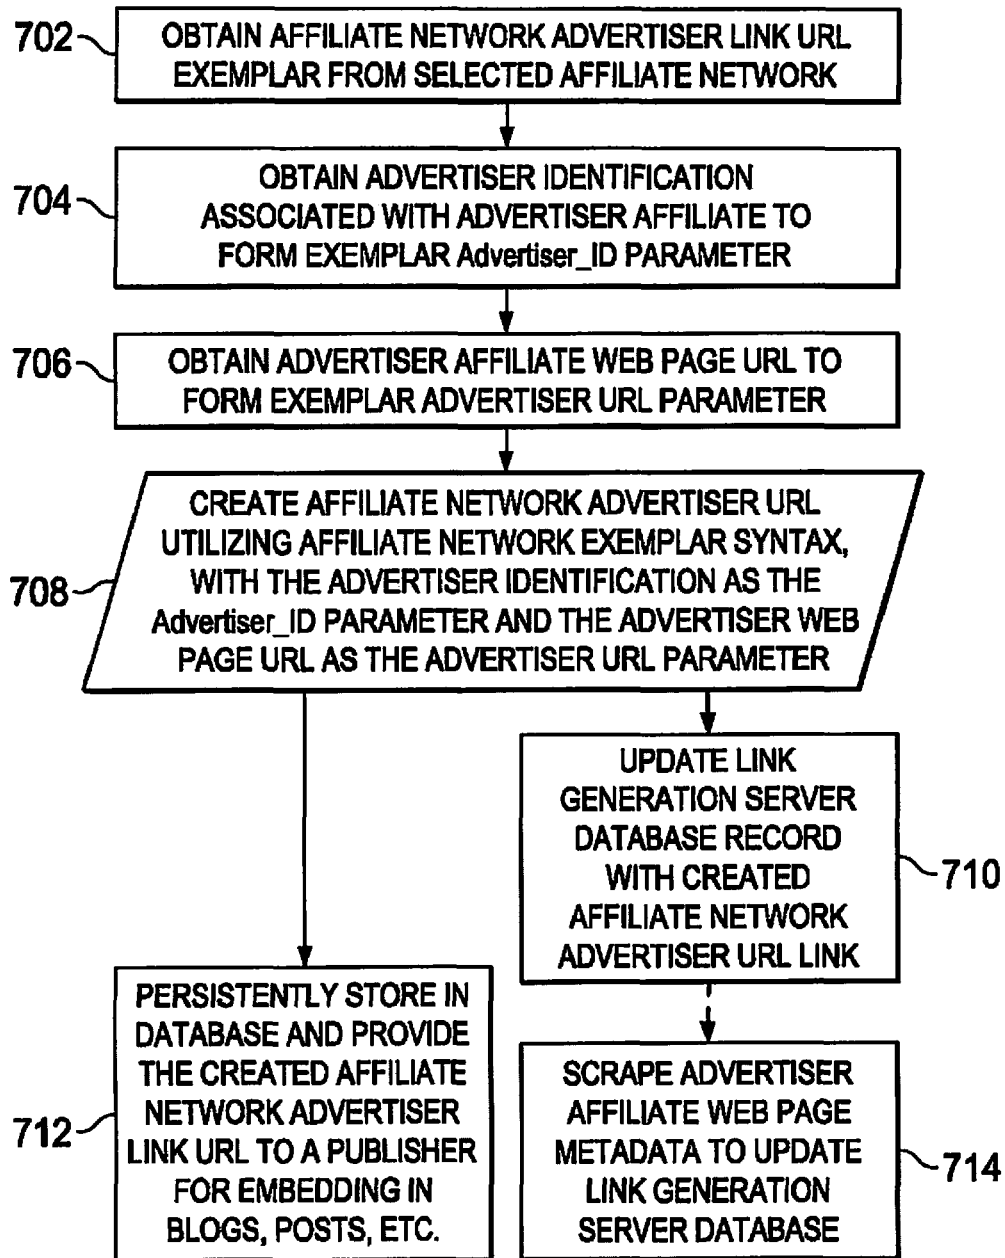 702
OBTAIN AFFILIATE NETWORK ADVERTISER LINK URL
EXEMPLAR FROM SELECTED AFFILIATE NETWORK
704
OBTAIN ADVERTISER IDENTIFICATION
ASSOCIATED WITH ADVERTISER AFFILIATE TO
FORM EXEMPLAR Advertiser_ID PARAMETER
706
OBTAIN ADVERTISER AFFILIATE WEB PAGE URL TO
FORM EXEMPLAR ADVERTISER URL PARAMETER
708
CREATE AFFILIATE NETWORK ADVERTISER URL
UTILIZING AFFILIATE NETWORK EXEMPLAR SYNTAX,
WITH THE ADVERTISER IDENTIFICATION AS THE
Advertiser_ID PARAMETER AND THE ADVERTISER WEB
PAGE URL AS THE ADVERTISER URL PARAMETER
UPDATE LINK
GENERATION SERVER
DATABASE RECORD
WITH CREATED
AFFILIATE NETWORK
ADVERTISER URL LINK
710
712
PERSISTENTLY STORE IN
DATABASE AND PROVIDE
THE CREATED AFFILIATE
NETWORK ADVERTISER
LINK URL TO A PUBLISHER
FOR EMBEDDING IN
BLOGS, POSTS, ETC.
SCRAPE ADVERTISER
AFFILIATE WEB PAGE
METADATA TO UPDATE
LINK GENERATION
SERVER DATABASE
714